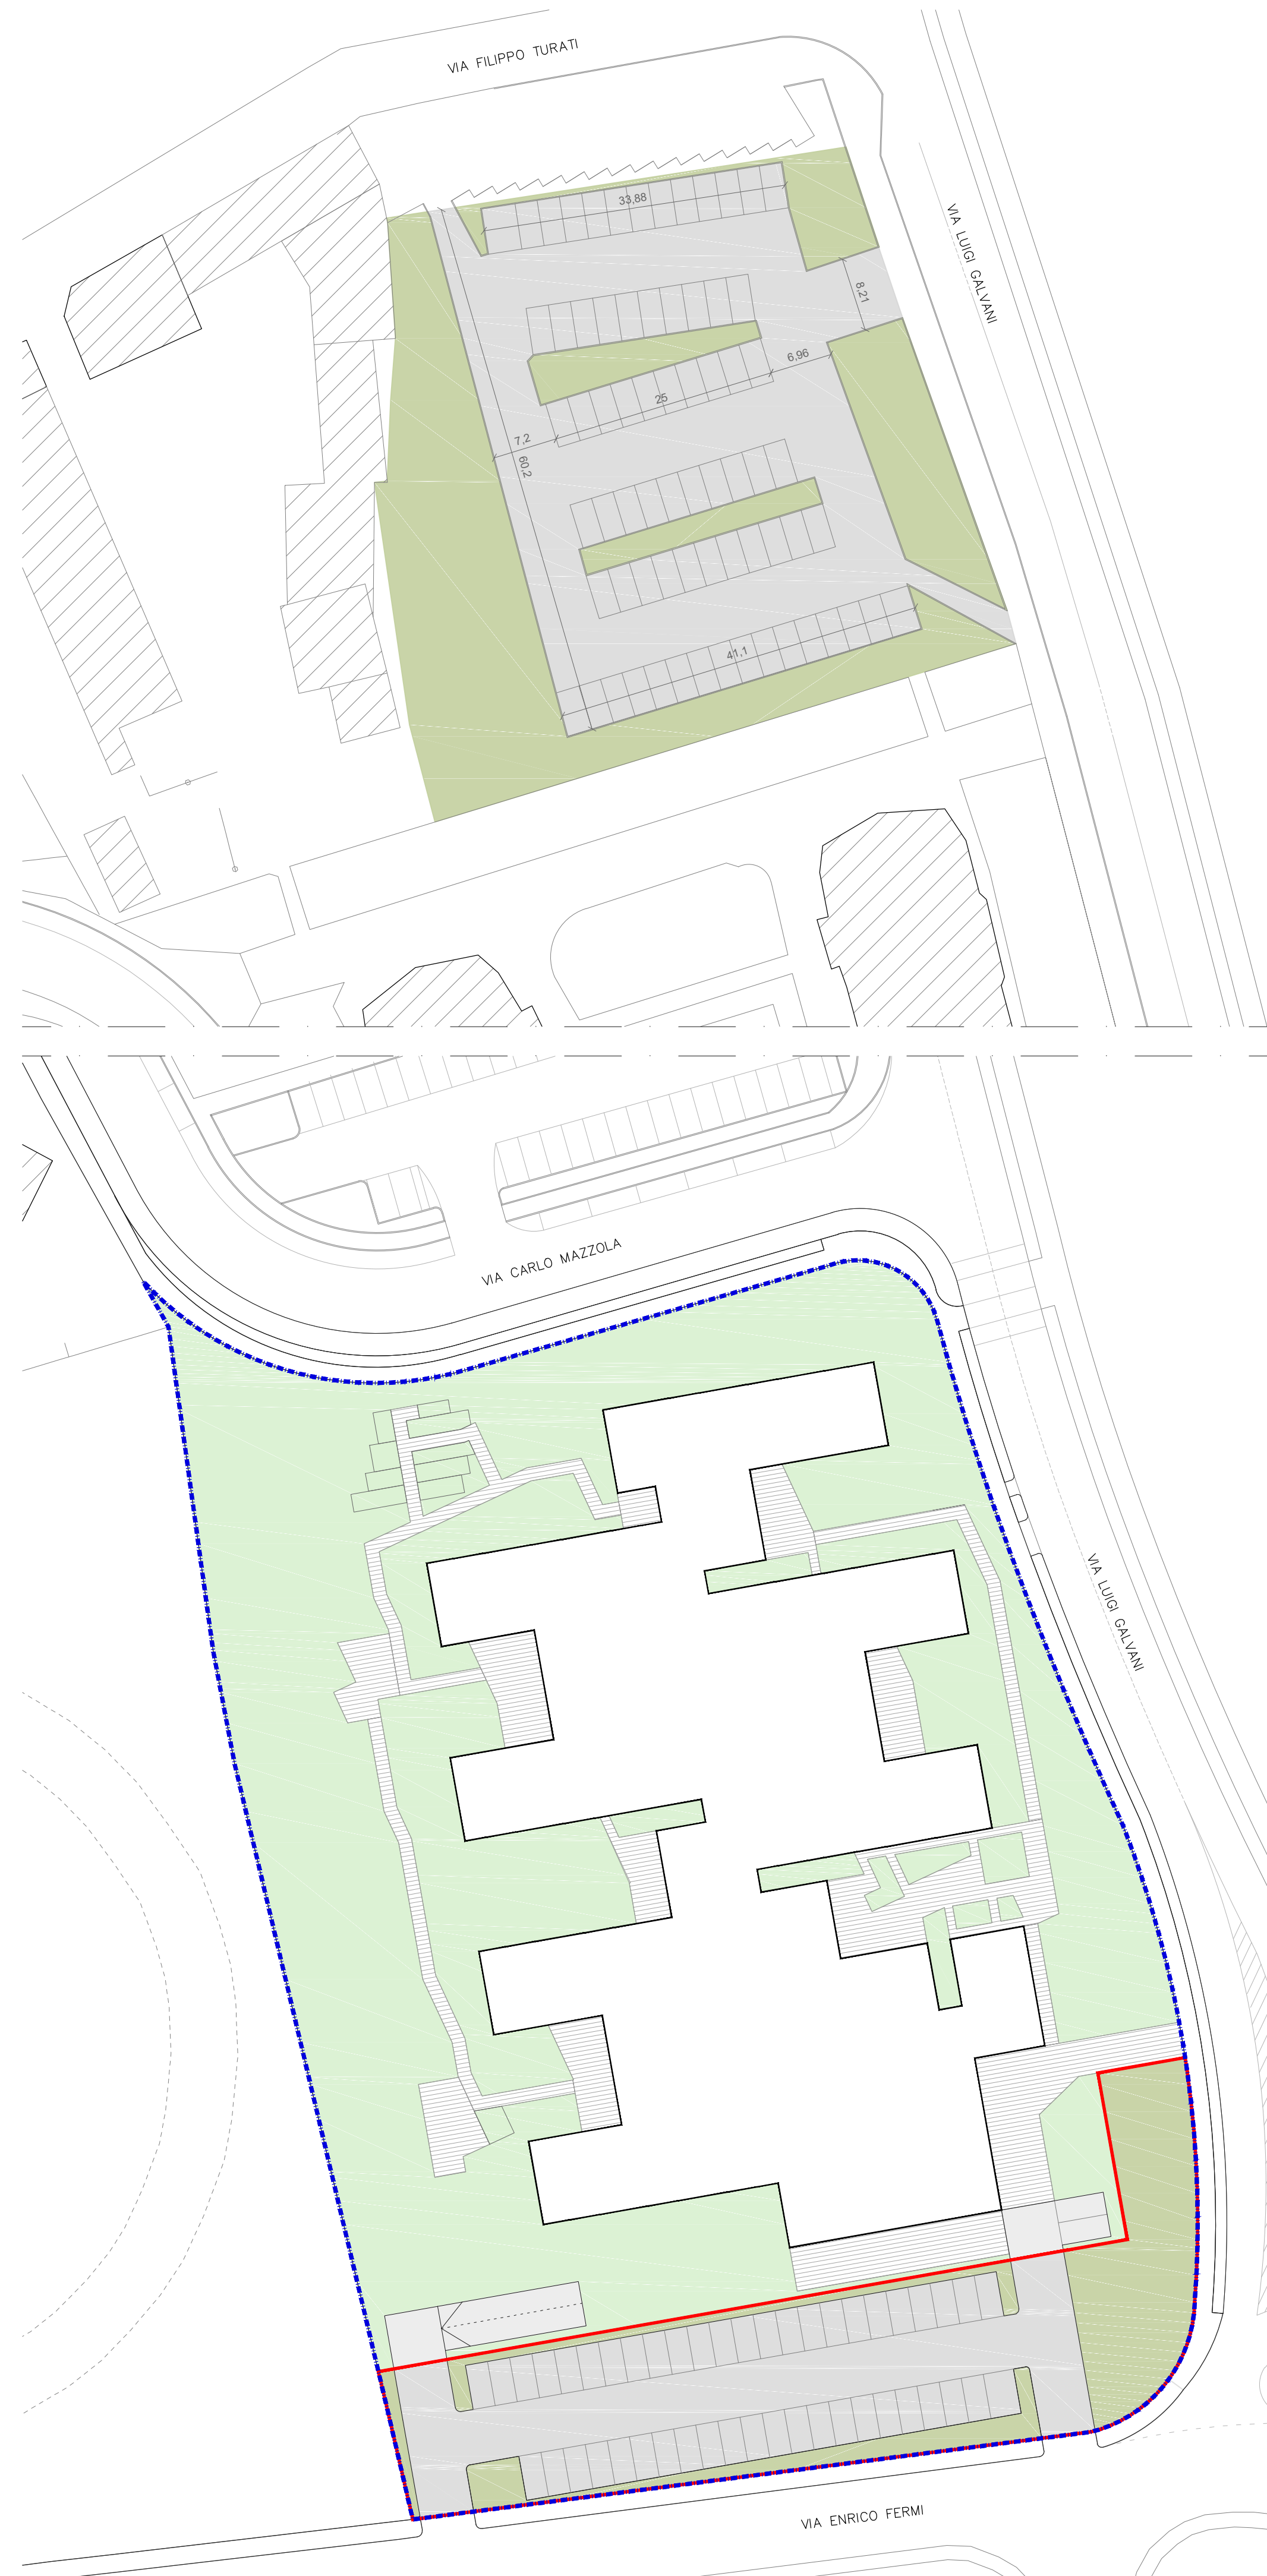 VIA FILIPPO TURATI
33,88
VIA LUIGI GALVANI
8,21
6,96
25
7,2
60,2
41,1
VIA CARLO MAZZOLA
VIA LUIGI GALVANI
VIA ENRICO FERMI